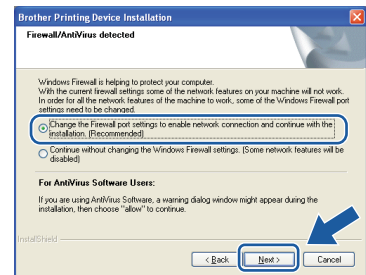 Brother Printing Device Installation
Firewall/AntiVirus detected
Windows Firewall is helping to protect your computer.
With the current firewall settings some of the network features on your machine will not work.
In order for all the network features of the machine to work, some of the Windows Firewall port
settings need to be changed.
Change the Firewall port settings to enable network connection and continue with the
installation. (Recommended)
Continue without changing the Windows Firewall settings. (Some network features will be
disabled)
For AntiVirus Software Users:
If you are using AntiVirus Software, a warning dialog window might appear during the
installation, then choose "allow" to continue.
InstallShield
< Back Next > Cancel